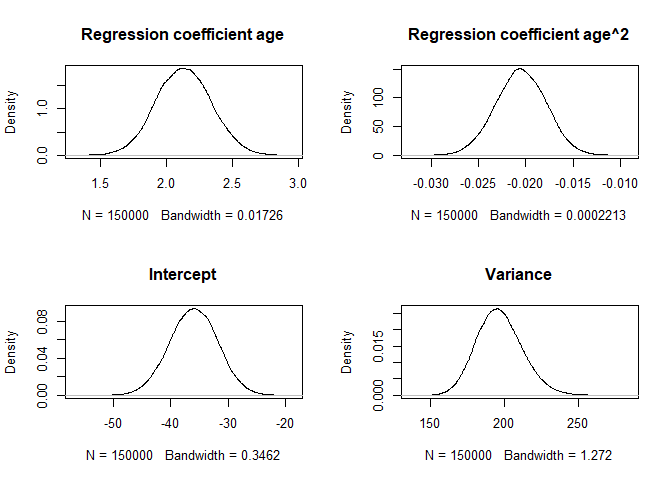 Regression coefficient age
Density
0.0
1.0
1.5
2.0
2.5
3.0
N = 150000 Bandwidth = 0.01726
Regression coefficient age^2
Density
0
50
100
-0.030
-0.025
-0.020
-0.015
-0.010
N = 150000 Bandwidth = 0.0002213
Intercept
Density
0.00
0.04
0.08
-50
-40
-30
-20
N = 150000 Bandwidth = 0.3462
Variance
Density
0.000
0.015
150
200
250
N = 150000 Bandwidth = 1.272